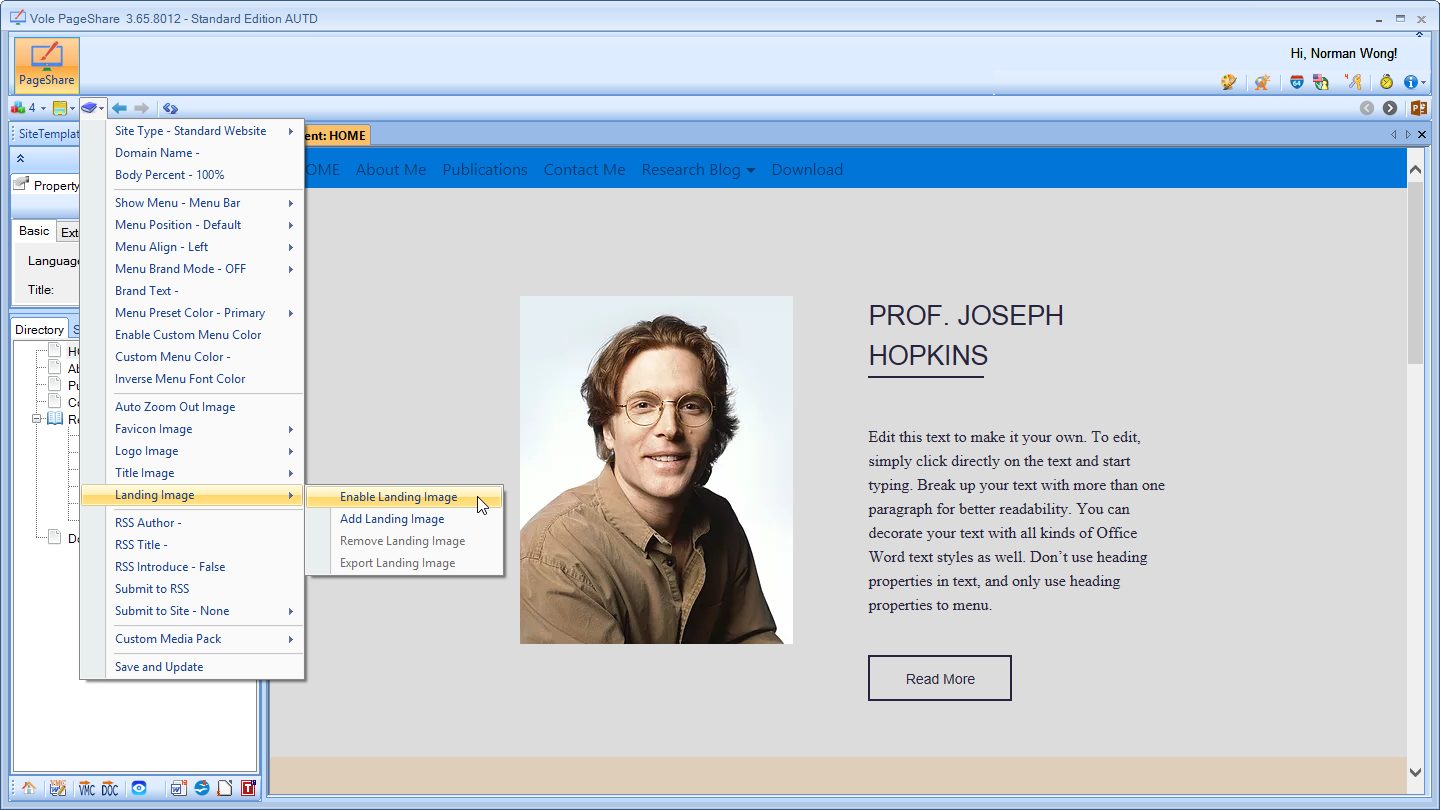 Vole PageShare 3.65.8012 - Standard Edition AUTD
Hi, Norman Wong!
PageShare
4
SiteTemplat
ent: HOME
Property
Basic
Ext
Language
Title:
Directory
S
HO
Ab
Pu
Co
Re
Do
Site Type - Standard Website
Domain Name -
Body Percent - 100%
Show Menu - Menu Bar
Menu Position - Default
Menu Align - Left
Menu Brand Mode - OFF
Brand Text -
Menu Preset Color - Primary
Enable Custom Menu Color
Custom Menu Color -
Inverse Menu Font Color
Auto Zoom Out Image
Favicon Image
Logo Image
Title Image
Landing Image
RSS Author -
RSS Title -
RSS Introduce - False
Submit to RSS
Submit to Site - None
Custom Media Pack
Save and Update
Enable Landing Image
Add Landing Image
Remove Landing Image
Export Landing Image
OME About Me Publications Contact Me Research Blog Download
PROF. JOSEPH
HOPKINS
Edit this text to make it your own. To edit,
simply click directly on the text and start
typing. Break up your text with more than one
paragraph for better readability. You can
decorate your text with all kinds of Office
Word text styles as well. Don’t use heading
properties in text, and only use heading
properties to menu.
Read More
VMC DOC